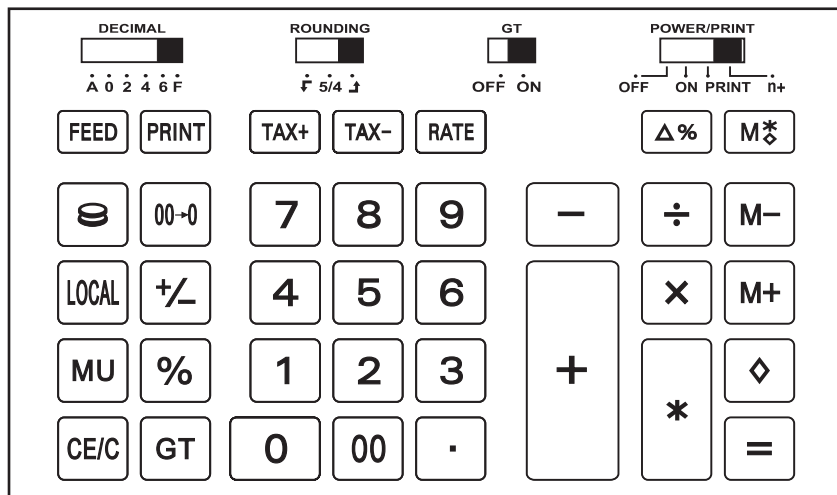 DECIMAL ROUNDING GT POWER/PRINT
A 0 2 4 6 F 5/4 OFF ON OFF ON PRINT n+
FEED PRINT TAX+ TAX- RATE △% M*◇
00→0 7 8 9 − ÷ M−
LOCAL +/− 4 5 6 + × M+
MU % 1 2 3 * ◇
CE/C GT 0 00 . =